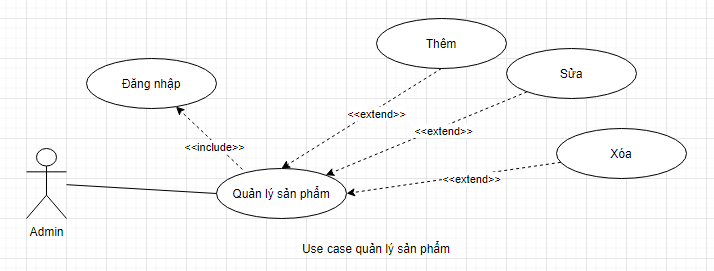 Thêm
Sửa
Đăng nhập
<<extend>>
<<extend>>
<<include>>
Xóa
<<extend>>
Quản lý sản phẩm
Admin
Use case quản lý sản phẩm